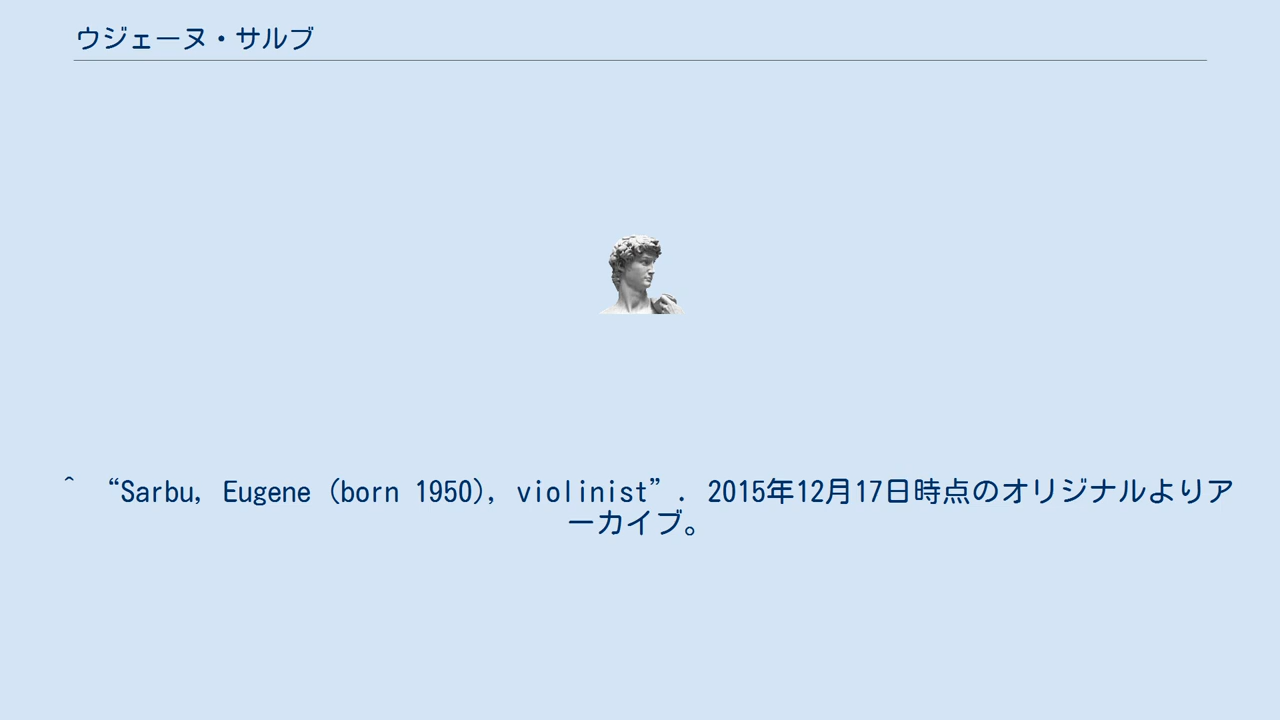 ウジェーヌ・サルブ
^ “Sarbu, Eugene (born 1950), violinist”. 2015年12月17日時点のオリジナルよりア
ーカイブ。